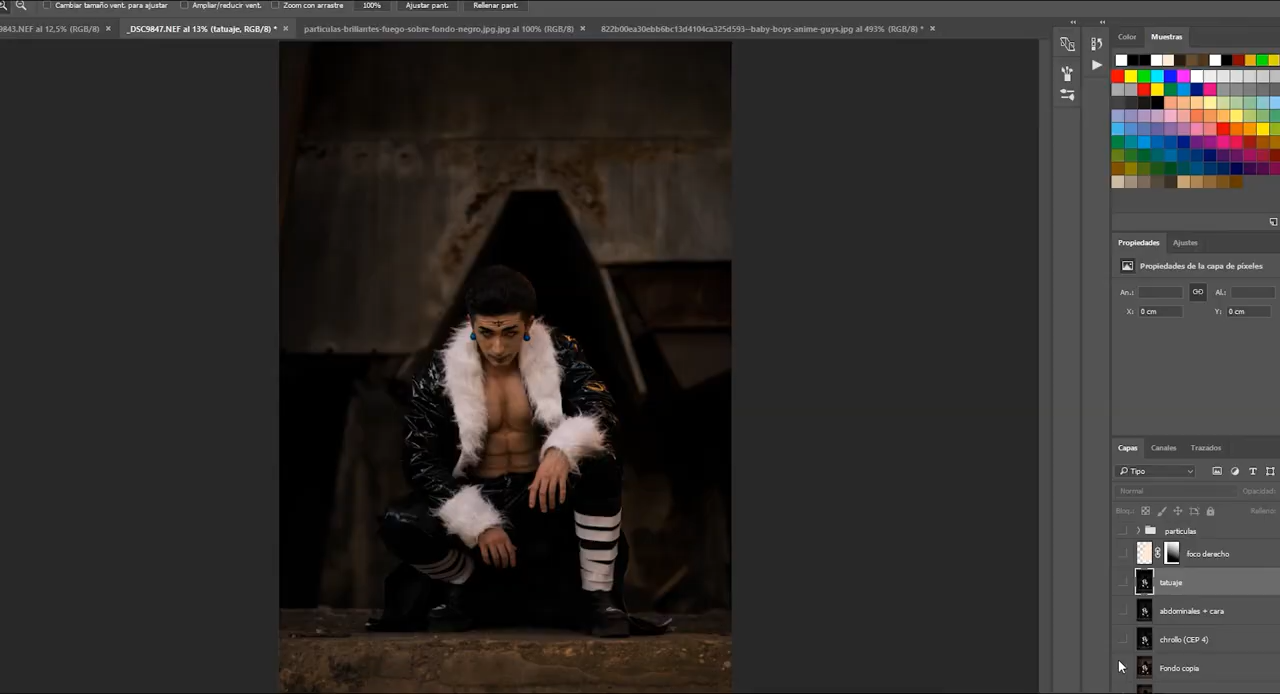 Cambiar tamaño vent. para ajustar
Ampliar/reducir vent.
Zoom con arrastre
100%
Ajustar pant.
Rellenar pant.
9843.NEF al 12,5% (RGB/8)
_DSC9847.NEF al 13% (tatuaje, RGB/8) *
particulas-brillantes-fuego-sobre-fondo-negro.jpg.jpg al 100% (RGB/8)
822b00ea30ebb6bc13d4104ca325d593--baby-boys-anime-guys.jpg al 493% (RGB/8) *
Color
Muestras
Propiedades
Ajustes
Propiedades de la capa de píxeles
An.:
Al.:
X: 0 cm
Y: 0 cm
Capas
Canales
Trazados
Tipo
Normal
Opacidad:
Bloq.:
Relleno:
particulas
foco derecho
tatuaje
abdominales + cara
chrollo (CEP 4)
Fondo copia